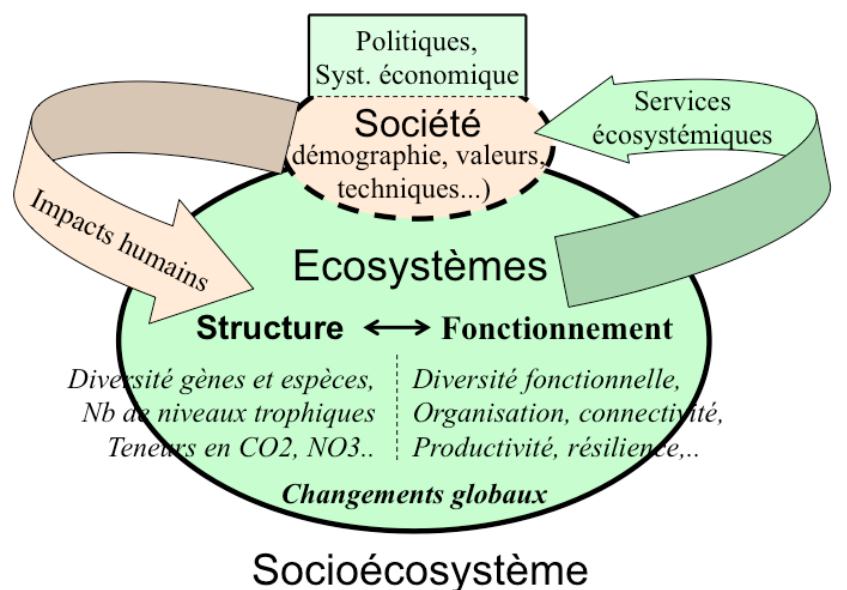 Politiques,
Syst. économique
Société
démographie, valeurs,
techniques...)
Services
écosystémiques
Impacts humains
Ecosystèmes
Structure
Fonctionnement
Diversité gènes et espèces,
Nb de niveaux trophiques
Teneurs en CO2, NO3..
Diversité fonctionnelle,
Organisation, connectivité,
Productivité, résilience,..
Changements globaux
Socioécosystème